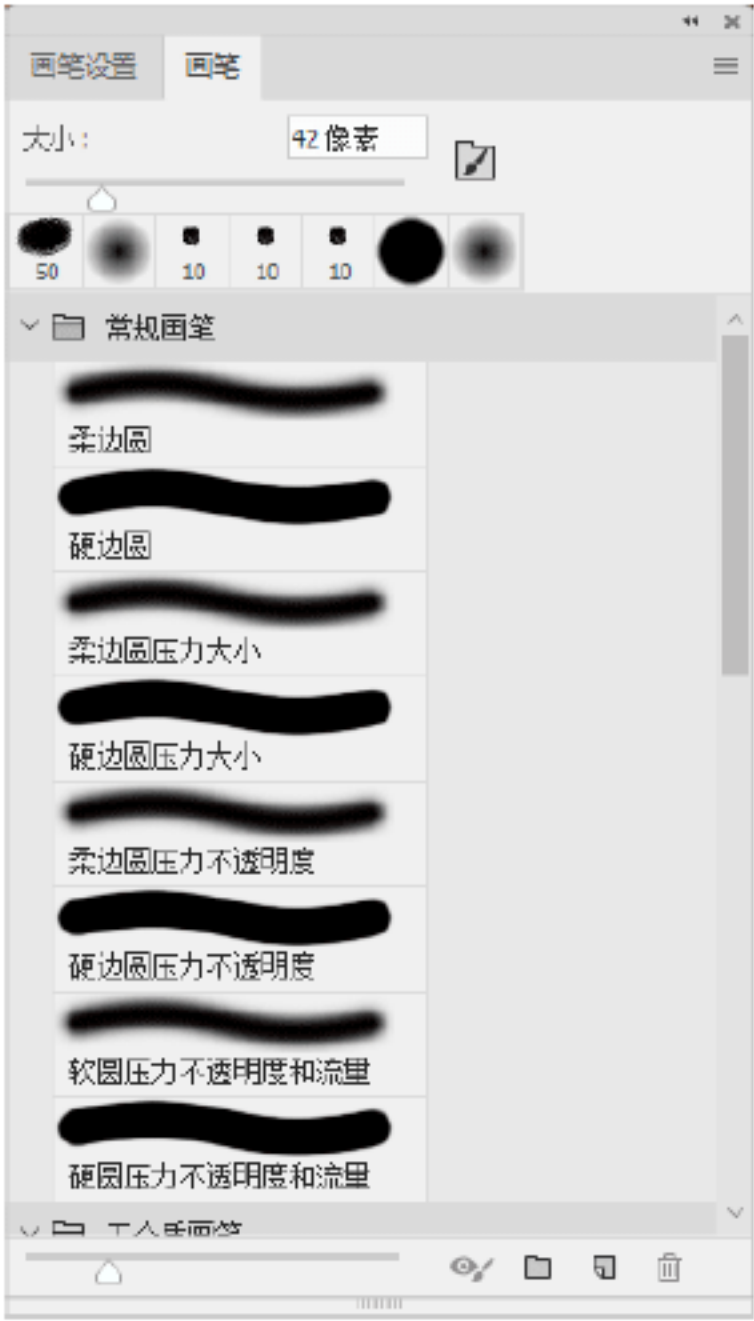 画笔设置 画笔
大小: 42 像素
50 10 10 10
常规画笔
柔边圆
硬边圆
柔边圆压力大小
硬边圆压力大小
柔边圆压力不透明度
硬边圆压力不透明度
软圆压力不透明度和流量
硬圆压力不透明度和流量